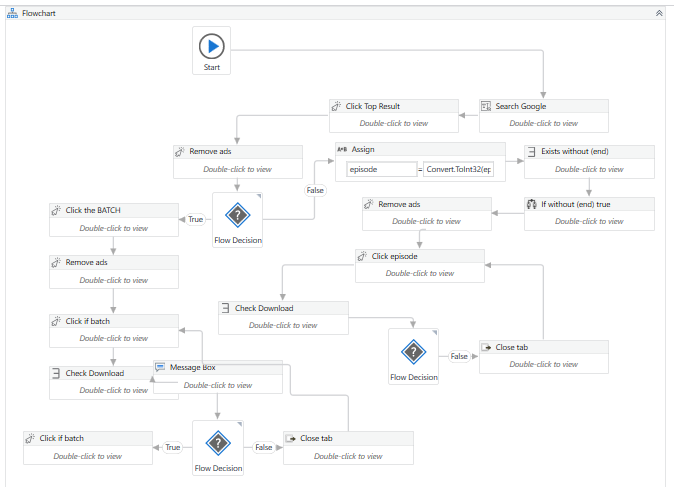 Flowchart
Start
Click Top Result
Double-click to view
Search Google
Double-click to view
Remove ads
Double-click to view
A*B Assign
episode = Convert.ToInt32(ep
Exists without (end)
Double-click to view
False
Click the BATCH
Double-click to view
True
Flow Decision
Remove ads
Double-click to view
If without (end) true
Double-click to view
Remove ads
Double-click to view
Click episode
Double-click to view
Click if batch
Double-click to view
Check Download
Double-click to view
Flow Decision
False
Close tab
Double-click to view
Check Download
Double-click to view
Message Box
Double-click to view
Click if batch
Double-click to view
True
Flow Decision
False
Close tab
Double-click to view